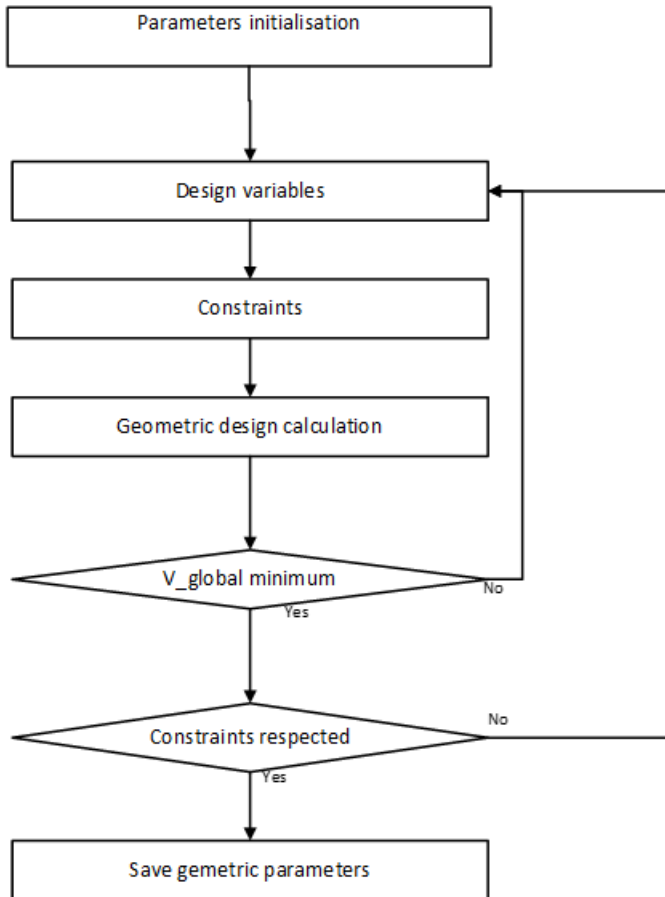 Parameters initialisation
Design variables
Constraints
Geometric design calculation
V_global minimum
No
Yes
No
Constraints respected
Yes
Save gemetric parameters